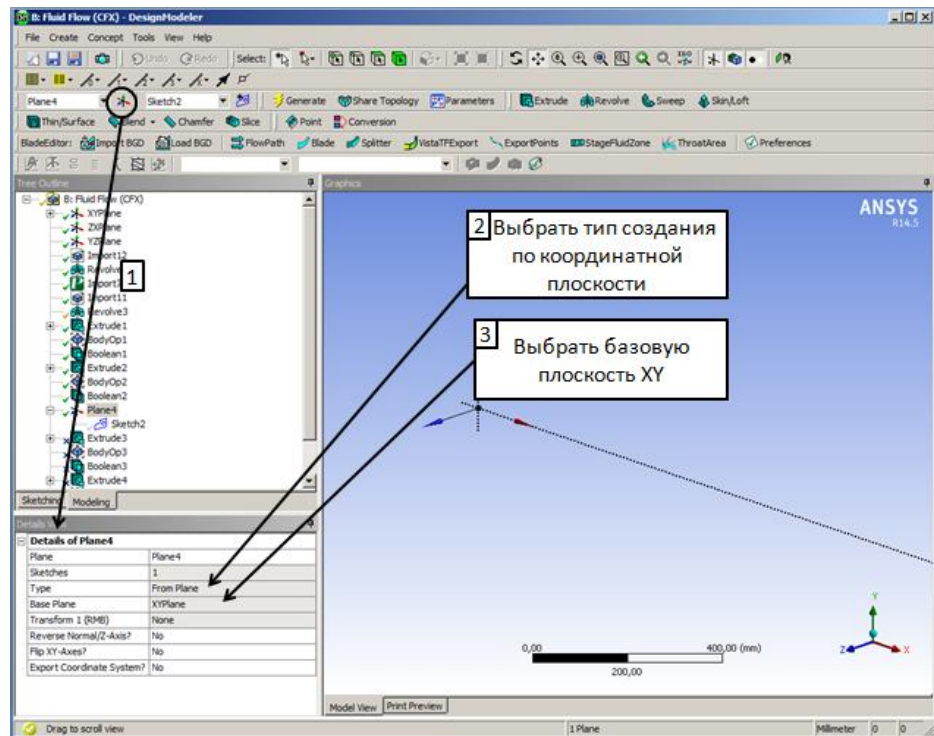 B: Fluid Flow (CFX) - DesignModeler
File Create Concept Tools View Help
Undo Redo Select:
Plane4 Sketch2 Generate Share Topology Parameters Extrude Revolve Sweep Skin/Loft
Thin/Surface Blend Chamfer Slice Point Conversion
BladeEditor: Import BGD Load BGD FlowPath Blade Splitter VistaTFExport ExportPoints StageFluidZone ThroatArea Preferences
Tree Outline
Graphics
B: Fluid Flow (CFX)
XYPlane
ZXPlane
YZPlane
Import12
Import11
Revolve3
Extrude1
BodyOp1
Boolean1
Extrude2
BodyOp2
Boolean2
Plane4
Sketch2
Extrude3
BodyOp3
Boolean3
Extrude4
Sketching Modeling
1
ANSYS
R14.5
2 Выбрать тип создания
по координатной
плоскости
3
Выбрать базовую
плоскость XY
Details View
Details of Plane4
Plane Plane4
Sketches 1
Type From Plane
Base Plane XYPlane
Transform 1 (RMB) None
Reverse Normal/Z-Axis? No
Flip XY-Axes? No
Export Coordinate System? No
0,00 400,00 (mm)
200,00
Y
Z X
Model View Print Preview
Drag to scroll view 1 Plane Millimeter 0 0